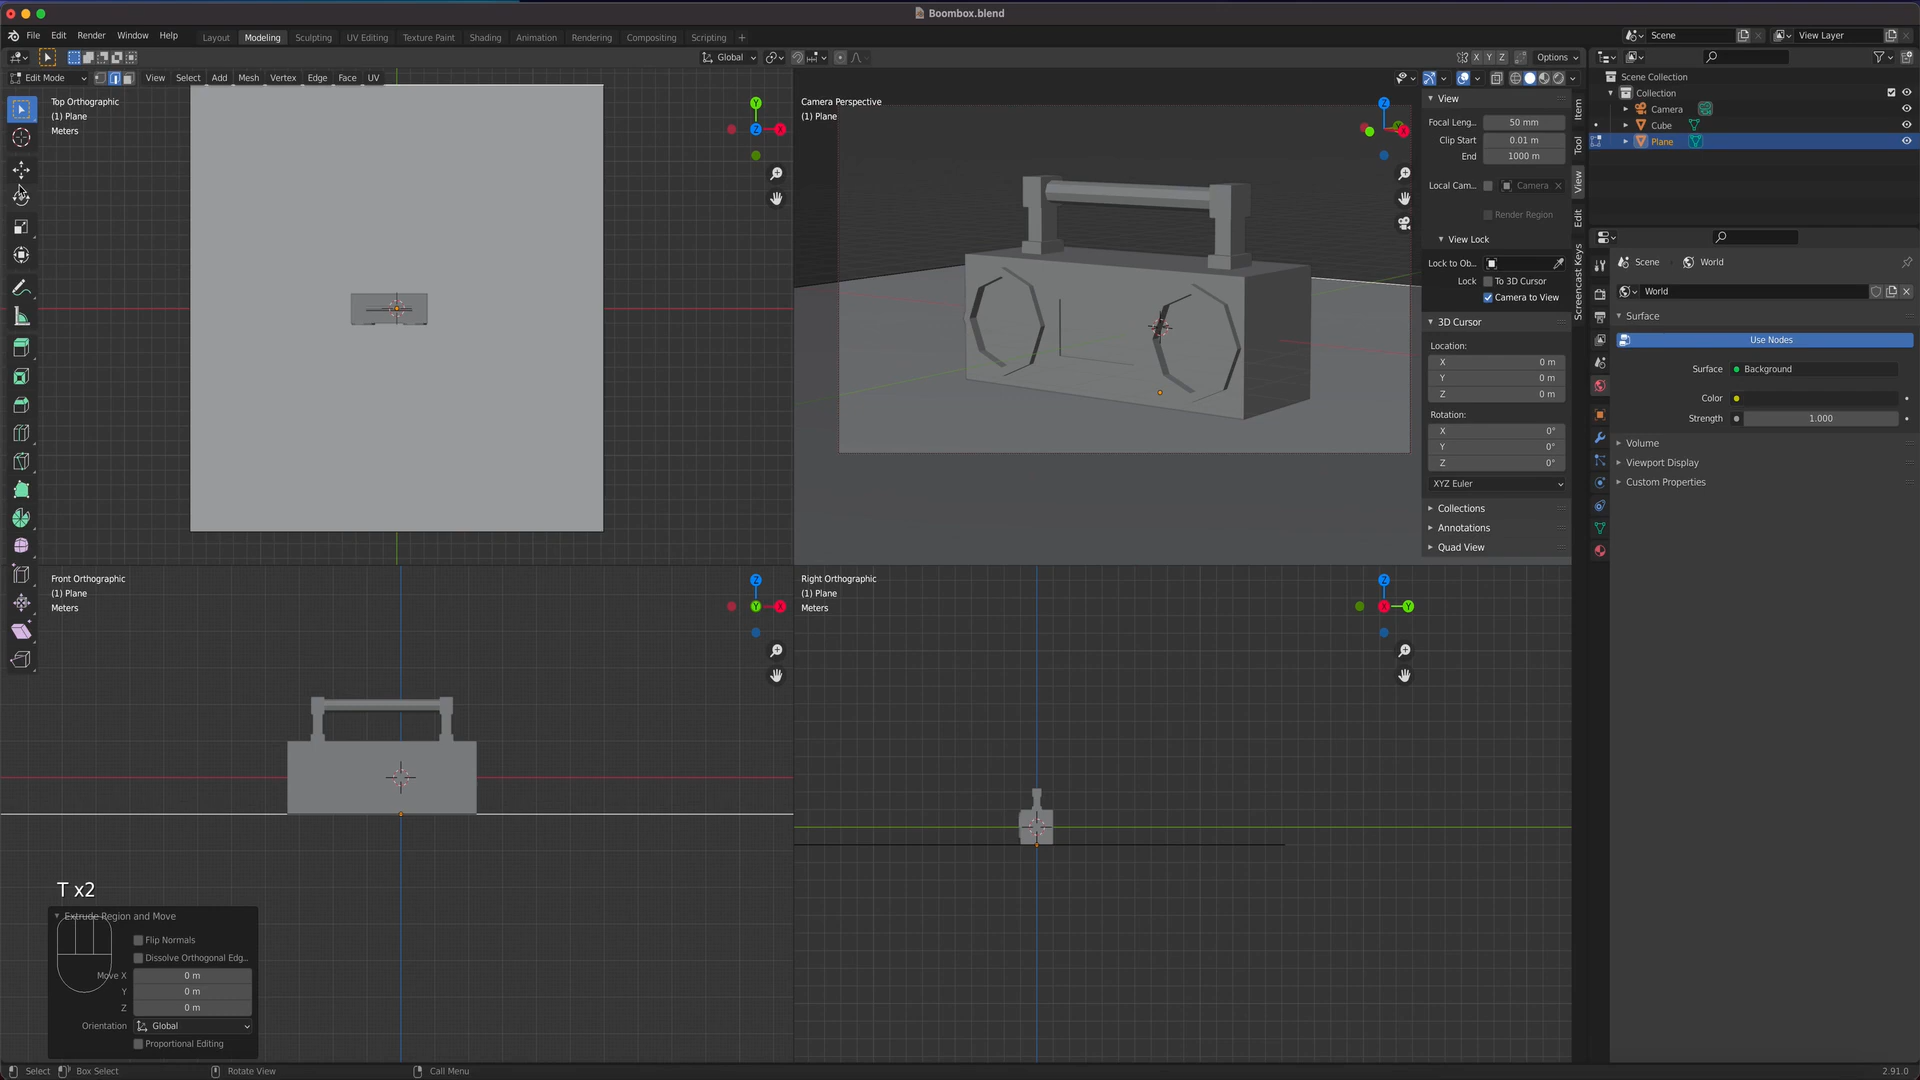 Boombox.blend
File Edit Render Window Help Layout Modeling Sculpting UV Editing Texture Paint Shading Animation Rendering Compositing Scripting + Scene View Layer
Global X Y Z Options
Edit Mode View Select Add Mesh Vertex Edge Face UV
Top Orthographic
(1) Plane
Meters
Y
Z
X
Camera Perspective
(1) Plane
Z
X
View
Focal Leng... 50 mm
Clip Start 0.01 m
End 1000 m
Local Cam... Camera
Render Region
View Lock
Lock to Ob...
Lock To 3D Cursor
Camera to View
3D Cursor
Location:
X 0 m
Y 0 m
Z 0 m
Rotation:
X 0°
Y 0°
Z 0°
XYZ Euler
Collections
Annotations
Quad View
Item
Tool
View
Edit
Screencast Keys
Scene Collection
Collection
Camera
Cube
Plane
Scene World
World
Surface
Use Nodes
Surface Background
Color
Strength 1.000
Volume
Viewport Display
Custom Properties
Front Orthographic
(1) Plane
Meters
Z
Y
X
Right Orthographic
(1) Plane
Meters
Z
X
Y
T x2
Extrude Region and Move
Flip Normals
Dissolve Orthogonal Edg...
Move X 0 m
Y 0 m
Z 0 m
Orientation Global
Proportional Editing
Select Box Select Rotate View Call Menu 2.91.0